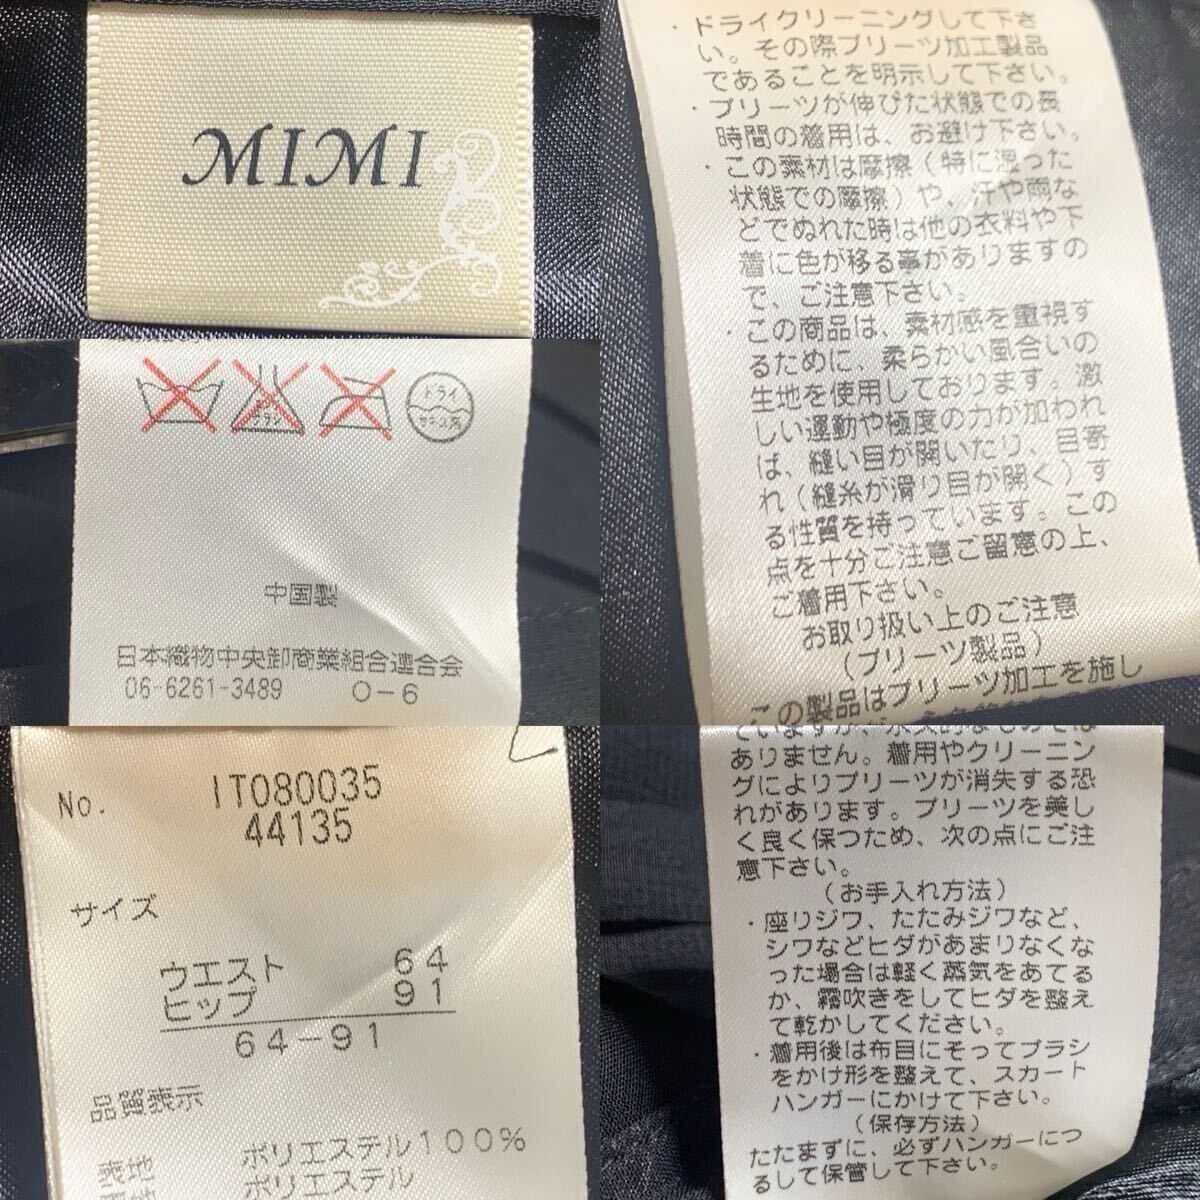 MIMI
ドライ
中国製
日本織物中央卸商業組合連合会
06-6261-3489 O-6
No. IT080035
44135
サイズ
ウエスト 64
ヒップ 91
64-91
品質表示
表地 ポリエステル100%
ポリエステル
・ドライクリーニングして下さ
い。その際プリーツ加工製品
であることを明示して下さい。
・プリーツが伸びた状態での長
時間の着用は、お避け下さい。
・この素材は摩擦(特に湿った
状態での摩擦)や、汗や雨な
どでぬれた時は他の衣料や下
着に色が移る事がありますの
で、ご注意下さい。
・この商品は、素材感を重視す
るために、柔らかい風合いの
生地を使用しております。激
しい運動や極度の力が加われ
ば、縫い目が開いたり、目寄
れ(縫糸が滑り目が開く)す
る性質を持っています。この
点を十分ご注意ご留意の上、
ご着用下さい。
お取り扱い上のご注意
(プリーツ製品)
この製品はプリーツ加工を施し
ありません。着用やクリーニン
グによりプリーツが消失する恐
れがあります。プリーツを美し
く良く保つため、次の点にご注
意下さい。
(お手入れ方法)
・座りジワ、たたみジワなど、
シワなどヒダがあまりなくな
った場合は軽く蒸気をあてる
か、霧吹きをしてヒダを整え
て乾かしてください。
・着用後は布目にそってブラシ
をかけ形を整えて、スカート
ハンガーにかけて下さい。
(保存方法)
たたまずに、必ずハンガーにつ
るして保管して下さい。